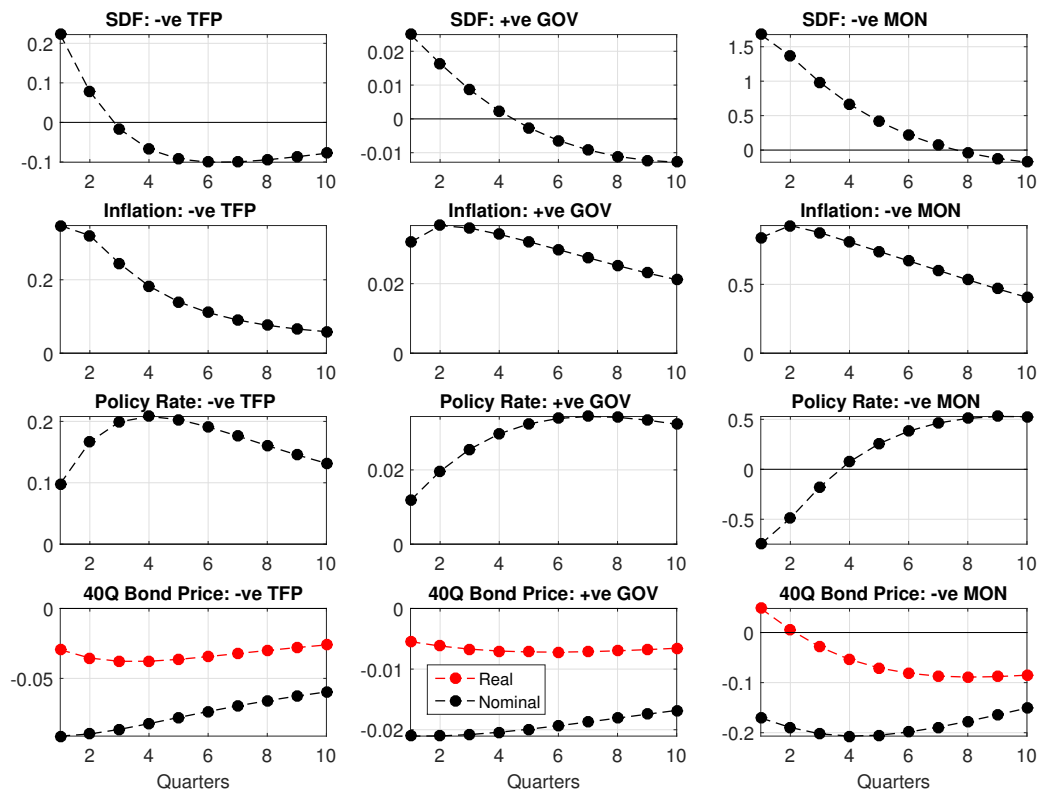 SDF: -ve TFP
0.2
0.1
0
-0.1
2 4 6 8 10
SDF: +ve GOV
0.02
0.01
0
-0.01
2 4 6 8 10
SDF: -ve MON
1.5
1
0.5
0
2 4 6 8 10
Inflation: -ve TFP
0.2
0
2 4 6 8 10
Inflation: +ve GOV
0.02
0
2 4 6 8 10
Inflation: -ve MON
0.5
0
2 4 6 8 10
Policy Rate: -ve TFP
0.2
0.1
0
2 4 6 8 10
Policy Rate: +ve GOV
0.02
0
2 4 6 8 10
Policy Rate: -ve MON
0.5
0
-0.5
2 4 6 8 10
40Q Bond Price: -ve TFP
0
-0.05
2 4 6 8 10
Quarters
40Q Bond Price: +ve GOV
0
-0.01
-0.02
Real
Nominal
2 4 6 8 10
Quarters
40Q Bond Price: -ve MON
0
-0.1
-0.2
2 4 6 8 10
Quarters